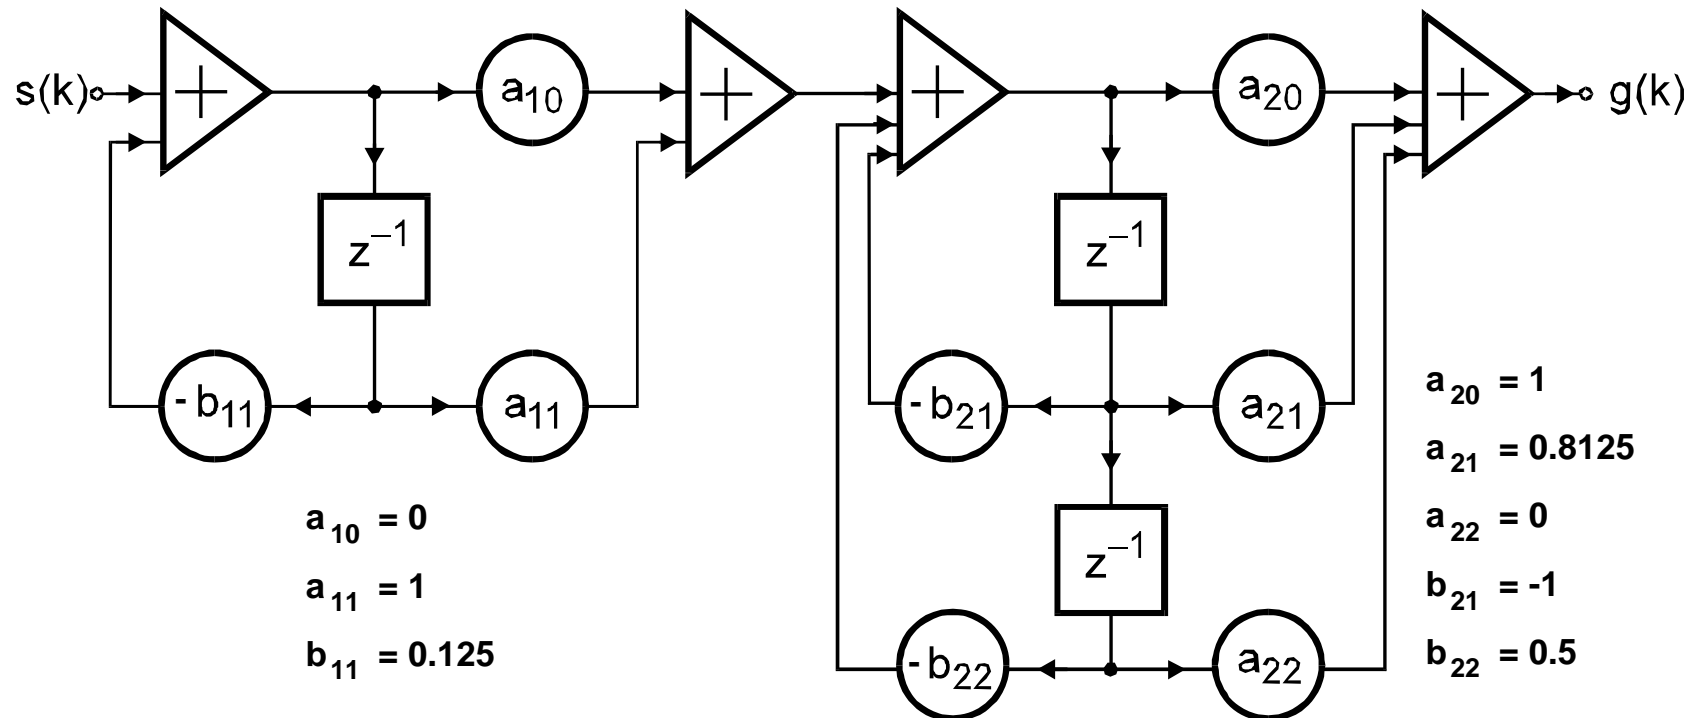 s(k)
+
a10
+
+
a20
+
g(k)
z⁻¹
z⁻¹
-b11
a11
-b21
a21
z⁻¹
-b22
a22
a10 = 0
a11 = 1
b11 = 0.125
a20 = 1
a21 = 0.8125
a22 = 0
b21 = -1
b22 = 0.5